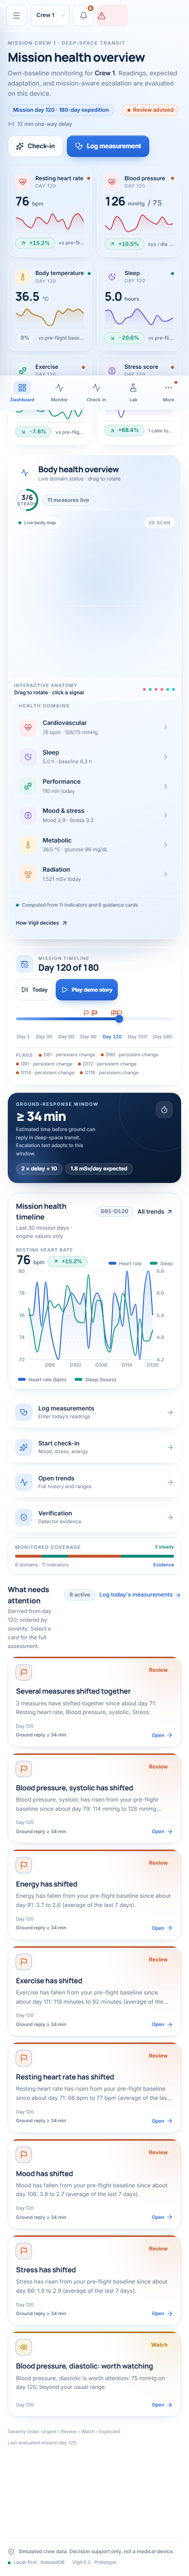 Crew 1
8
MISSION CREW 1 · DEEP-SPACE TRANSIT
Mission health overview
Own-baseline monitoring for Crew 1. Readings, expected
adaptation, and mission-aware escalation are evaluated
on this device.
Mission day 120 · 180-day expedition
Review advised
12 min one-way delay
Check-in
Log measurement
Resting heart rate
DAY 120
76 bpm
+15.2%
vs pre-fli...
Blood pressure
DAY 120
126 mmHg / 75
+10.5%
sys / dia ...
Body temperature
DAY 120
36.5 °C
0%
vs pre-flight base...
Sleep
DAY 120
5.0 hours
-20.6%
vs pre-fli...
Exercise
DAY 120
Stress score
DAY 120
Dashboard
Monitor
Check-in
Lab
More
-7.6%
vs pre-flig...
+68.4%
1 calm to...
Body health overview
Live domain status · drag to rotate
3/6
STEADY
11 measures live
Live body map
3D SCAN
INTERACTIVE ANATOMY
Drag to rotate · click a signal
HEALTH DOMAINS
Cardiovascular
76 bpm · 126/75 mmHg
Sleep
5.0 h · baseline 6.3 h
Performance
110 min today
Mood & stress
Mood 2.9 · Stress 3.2
Metabolic
36.5 °C · glucose 86 mg/dL
Radiation
1.521 mGy today
Computed from 11 indicators and 8 guidance cards
How Vigil decides
MISSION TIMELINE
Day 120 of 180
Today
Play demo story
Day 1
Day 30
Day 60
Day 90
Day 120
Day 150
Day 180
FLAGS
D81 · persistent change
D90 · persistent change
D91 · persistent change
D112 · persistent change
D114 · persistent change
D118 · persistent change
GROUND-RESPONSE WINDOW
≥ 34 min
Estimated time before ground can
reply in deep-space transit.
Escalation text adapts to this
window.
2 × delay + 10
1.8 mSv/day expected
Mission health
timeline
Last 30 mission days ·
engine values only
D91–D120
All trends
RESTING HEART RATE
76 bpm
+15.2%
Heart rate
Sleep
80
78
76
74
72
8.8
8.0
5.4
4.8
4.2
D96
D102
D108
D114
D120
Heart rate (bpm)
Sleep (hours)
Log measurements
Enter today's readings
Start check-in
Mood, stress, energy
Open trends
Full history and ranges
Verification
Detector evidence
MONITORED COVERAGE
3 steady
6 domains · 11 indicators
Evidence
What needs
attention
Derived from day
120; ordered by
severity. Select a
card for the full
assessment.
8 active
Log today's measurements
Review
Several measures shifted together
3 measures have shifted together since about day 71:
Resting heart rate, Blood pressure, systolic, Stress.
Day 120
Ground reply ≥ 34 min
Open
Review
Blood pressure, systolic has shifted
Blood pressure, systolic has risen from your pre-flight
baseline since about day 79: 114 mmHg to 128 mmHg...
Day 120
Ground reply ≥ 34 min
Open
Review
Energy has shifted
Energy has fallen from your pre-flight baseline since about
day 91: 3.7 to 2.6 (average of the last 7 days).
Day 120
Ground reply ≥ 34 min
Open
Review
Exercise has shifted
Exercise has fallen from your pre-flight baseline since
about day 111: 119 minutes to 92 minutes (average of the...
Day 120
Ground reply ≥ 34 min
Open
Review
Resting heart rate has shifted
Resting heart rate has risen from your pre-flight baseline
since about day 71: 66 bpm to 77 bpm (average of the las...
Day 120
Ground reply ≥ 34 min
Open
Review
Mood has shifted
Mood has fallen from your pre-flight baseline since about
day 106: 3.8 to 2.7 (average of the last 7 days).
Day 120
Ground reply ≥ 34 min
Open
Review
Stress has shifted
Stress has risen from your pre-flight baseline since about
day 86: 1.9 to 2.9 (average of the last 7 days).
Day 120
Ground reply ≥ 34 min
Open
Watch
Blood pressure, diastolic: worth watching
Blood pressure, diastolic is worth attention: 75 mmHg on
day 120, beyond your usual range.
Day 120
Open
Severity order: Urgent › Review › Watch › Expected
Last evaluated mission day 120
Simulated crew data. Decision support only, not a medical device.
Local-first · IndexedDB
Vigil 0.1 · Prototype